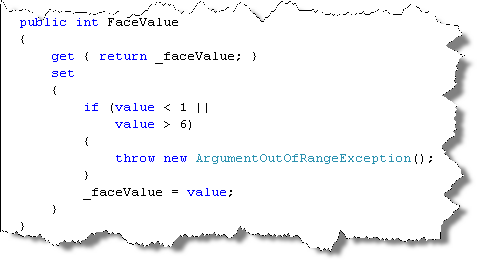 public int FaceValue
{
    get { return _faceValue; }
    set
    {
        if (value < 1 ||
            value > 6)
        {
            throw new ArgumentOutOfRangeException();
        }
        _faceValue = value;
    }
}